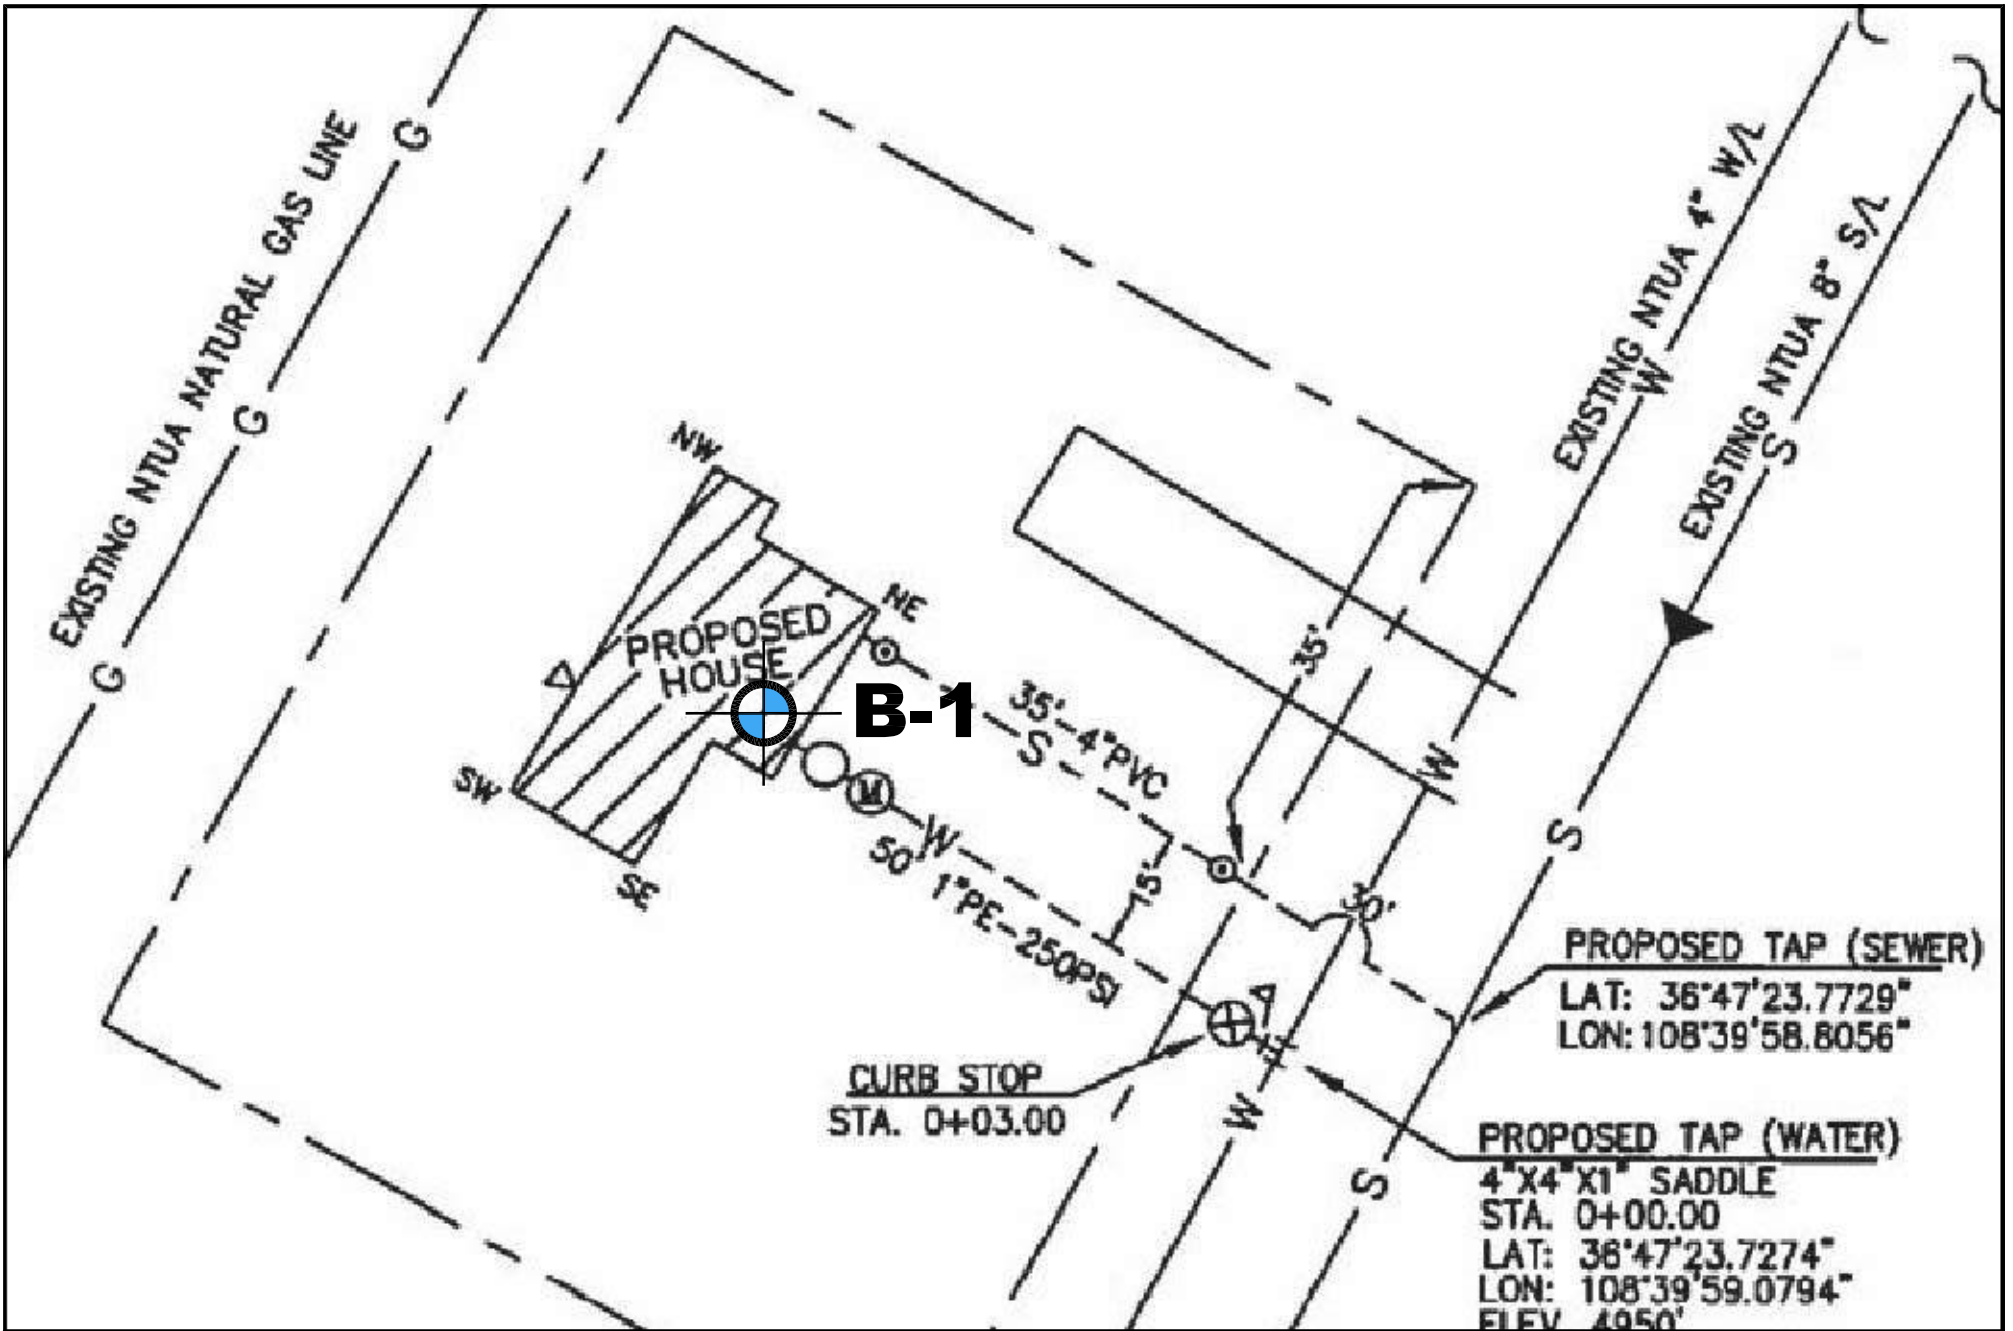 EXISTING NTUA NATURAL GAS LINE
G
G
G
EXISTING NTUA 4" W/L
W
W
W
EXISTING NTUA 8" S/L
S
S
S
NW
NE
SW
SE
PROPOSED
HOUSE
B-1
35'-4"PVC
S
M
W
50' 1"PE-250PSI
15'
35'
30'
CURB STOP
STA. 0+03.00
PROPOSED TAP (SEWER)
LAT: 36°47'23.7729"
LON: 108°39'58.8056"
PROPOSED TAP (WATER)
4"X4"X1" SADDLE
STA. 0+00.00
LAT: 36°47'23.7274"
LON: 108°39'59.0794"
ELEV 4950'